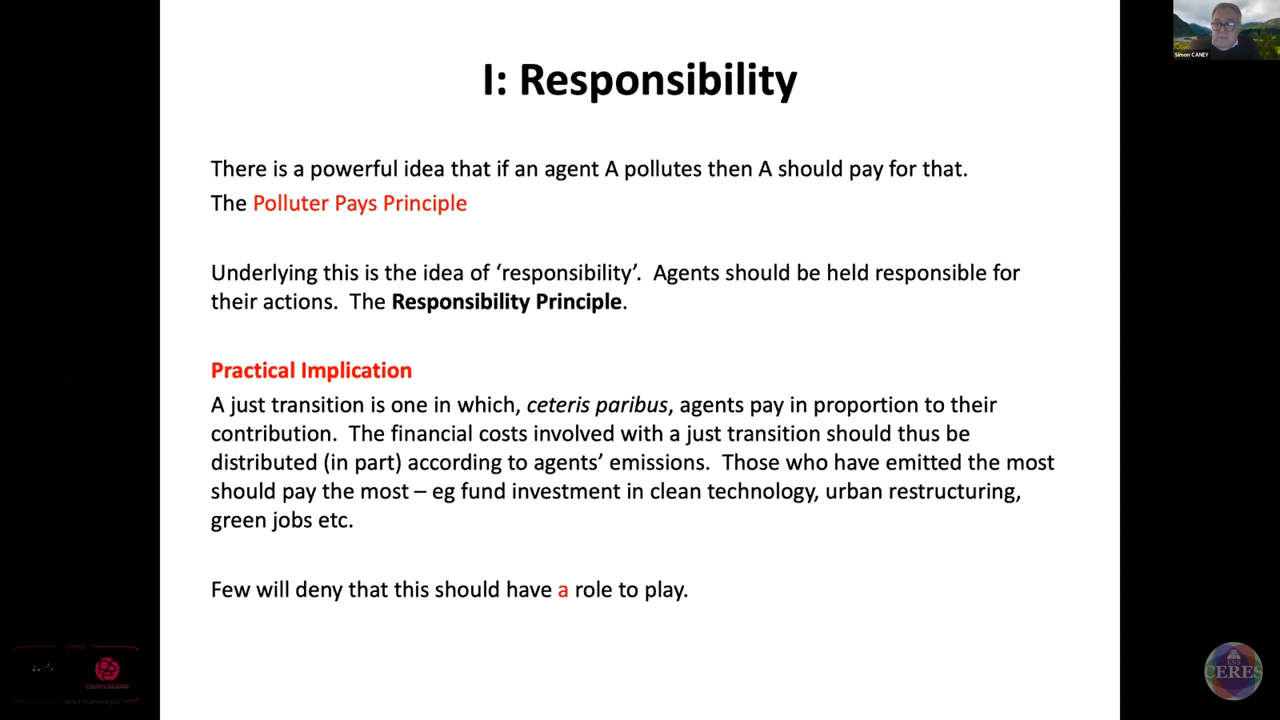 I: Responsibility
Simon CANEY
There is a powerful idea that if an agent A pollutes then A should pay for that.
The Polluter Pays Principle
Underlying this is the idea of ‘responsibility’.  Agents should be held responsible for
their actions.  The Responsibility Principle.
Practical Implication
A just transition is one in which, ceteris paribus, agents pay in proportion to their
contribution.  The financial costs involved with a just transition should thus be
distributed (in part) according to agents’ emissions.  Those who have emitted the most
should pay the most – eg fund investment in clean technology, urban restructuring,
green jobs etc.
Few will deny that this should have a role to play.
ENS
CERES